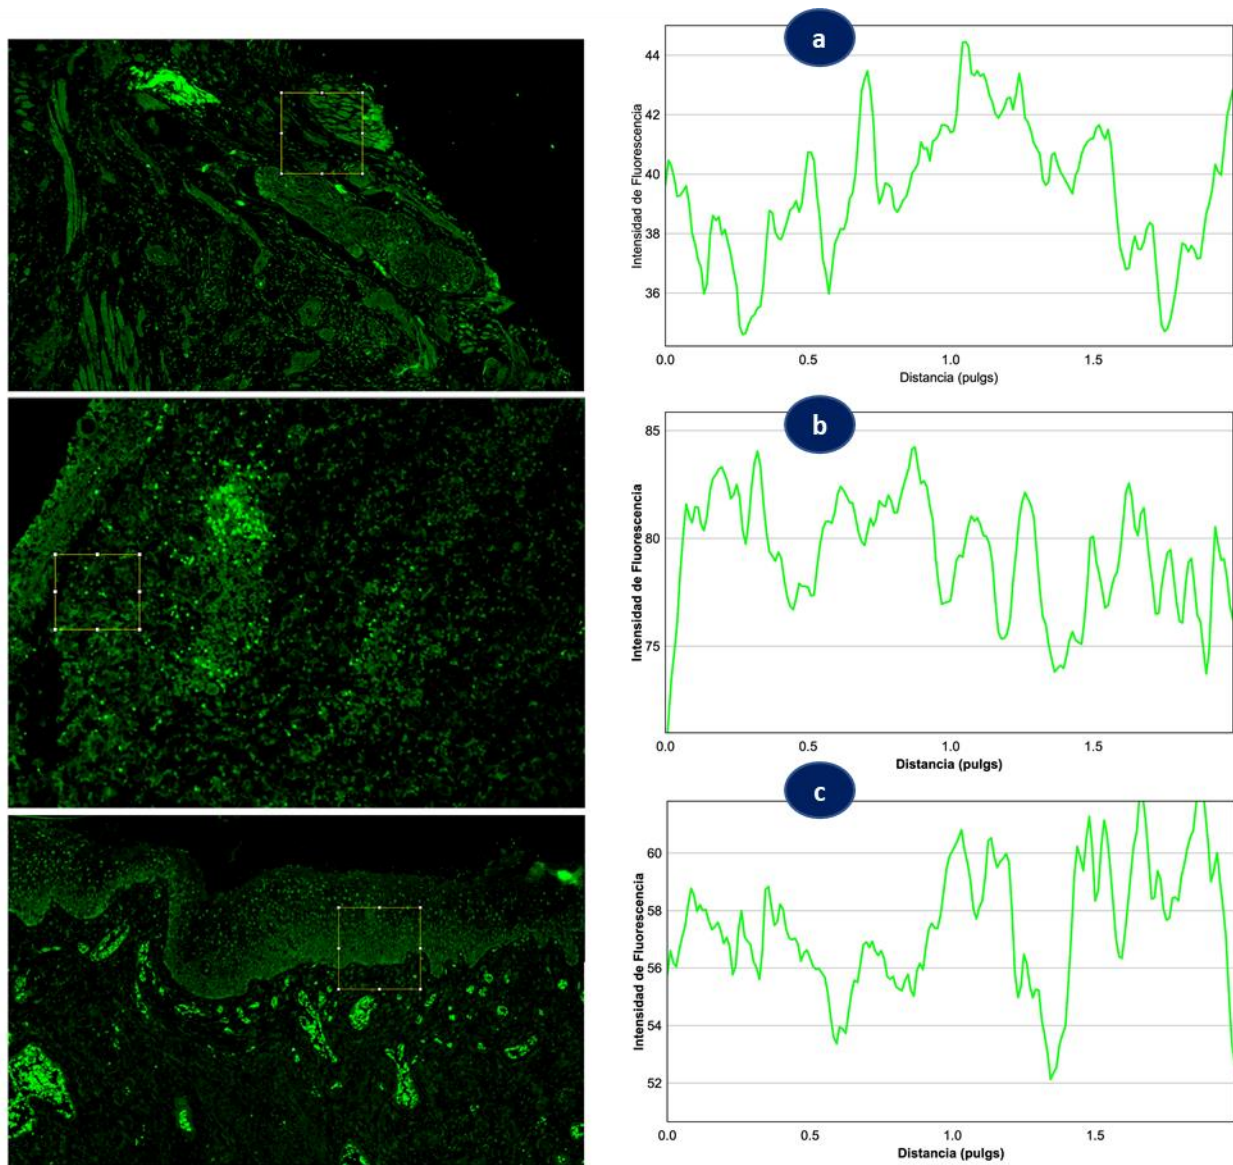 a
Intensidad de Fluorescencia
44
42
40
38
36
0.0 0.5 1.0 1.5
Distancia (pulgs)
b
Intensidad de Fluorescencia
85
80
75
0.0 0.5 1.0 1.5
Distancia (pulgs)
c
Intensidad de Fluorescencia
60
58
56
54
52
0.0 0.5 1.0 1.5
Distancia (pulgs)